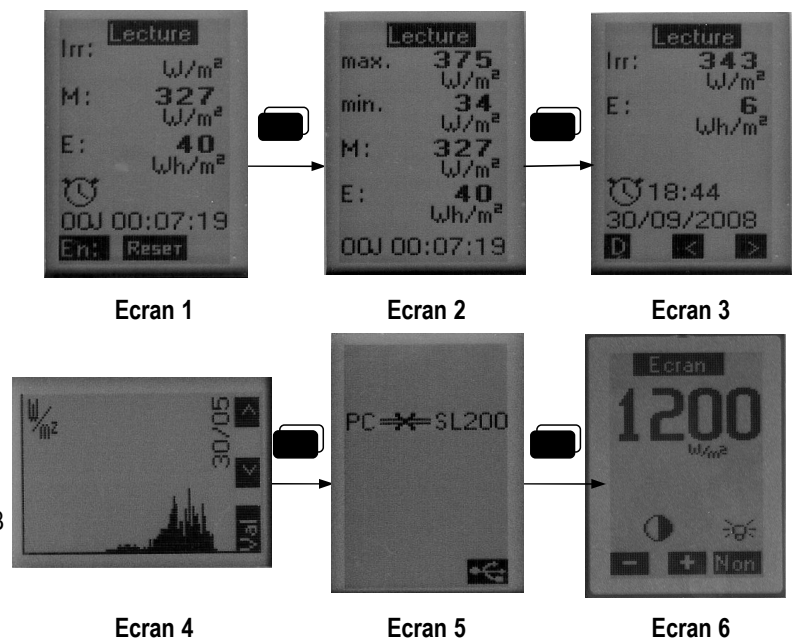 Lecture
Irr:
W/m²
M: 327
W/m²
E: 40
Wh/m²
00J 00:07:19
En: Reset
Ecran 1
Lecture
max. 375
W/m²
min. 34
W/m²
M: 327
W/m²
E: 40
Wh/m²
00J 00:07:19
Ecran 2
Lecture
Irr: 343
W/m²
E: 6
Wh/m²
18:44
30/09/2008
D < >
Ecran 3
W/m²
30/05
Val
Ecran 4
PC SL200
Ecran 5
Ecran
1200
W/m²
- + Non
Ecran 6
3